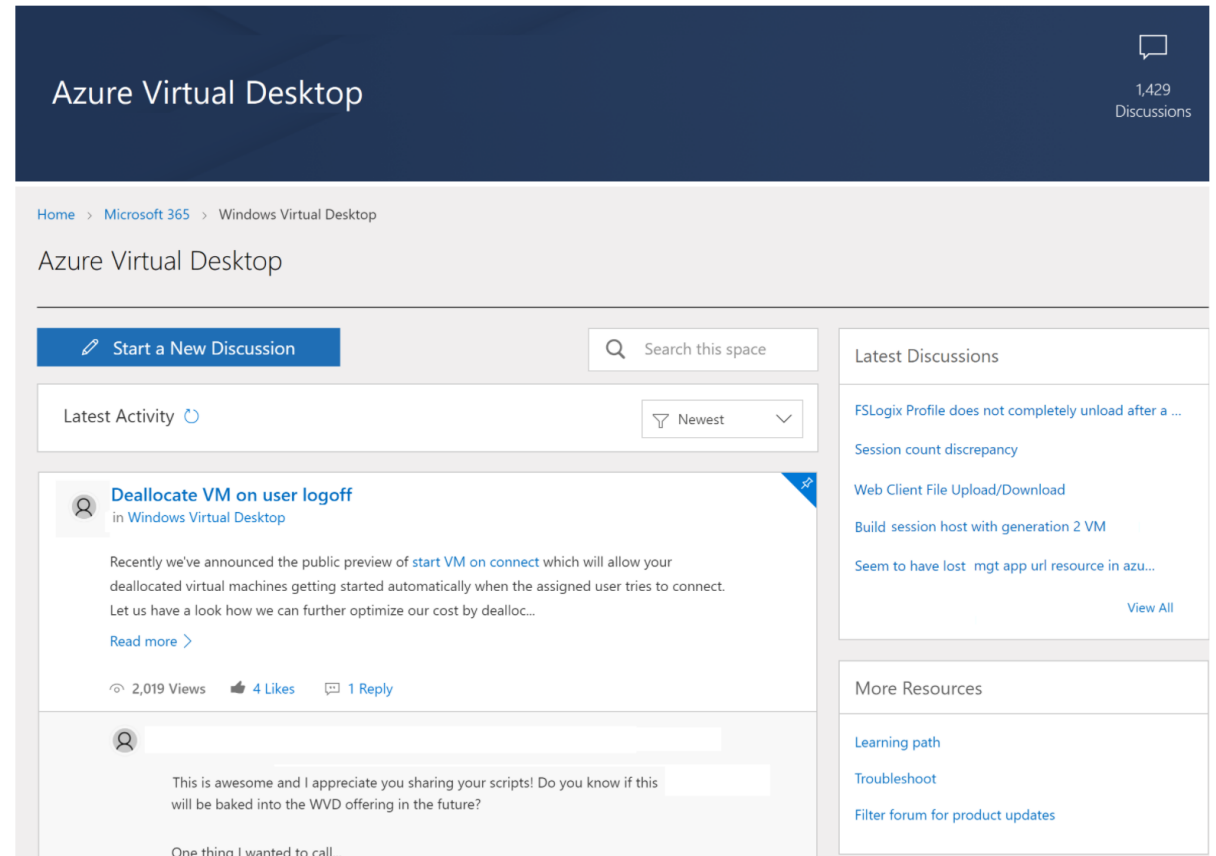 Azure Virtual Desktop
1,429
Discussions
Home > Microsoft 365 > Windows Virtual Desktop
Azure Virtual Desktop
Start a New Discussion
Search this space
Latest Activity
Newest
Deallocate VM on user logoff
in Windows Virtual Desktop
Recently we've announced the public preview of start VM on connect which will allow your
deallocated virtual machines getting started automatically when the assigned user tries to connect.
Let us have a look how we can further optimize our cost by dealloc...
Read more >
2,019 Views 4 Likes 1 Reply
This is awesome and I appreciate you sharing your scripts! Do you know if this
will be baked into the WVD offering in the future?
One thing I wanted to call...
Latest Discussions
FSLogix Profile does not completely unload after a ...
Session count discrepancy
Web Client File Upload/Download
Build session host with generation 2 VM
Seem to have lost mgt app url resource in azu...
View All
More Resources
Learning path
Troubleshoot
Filter forum for product updates